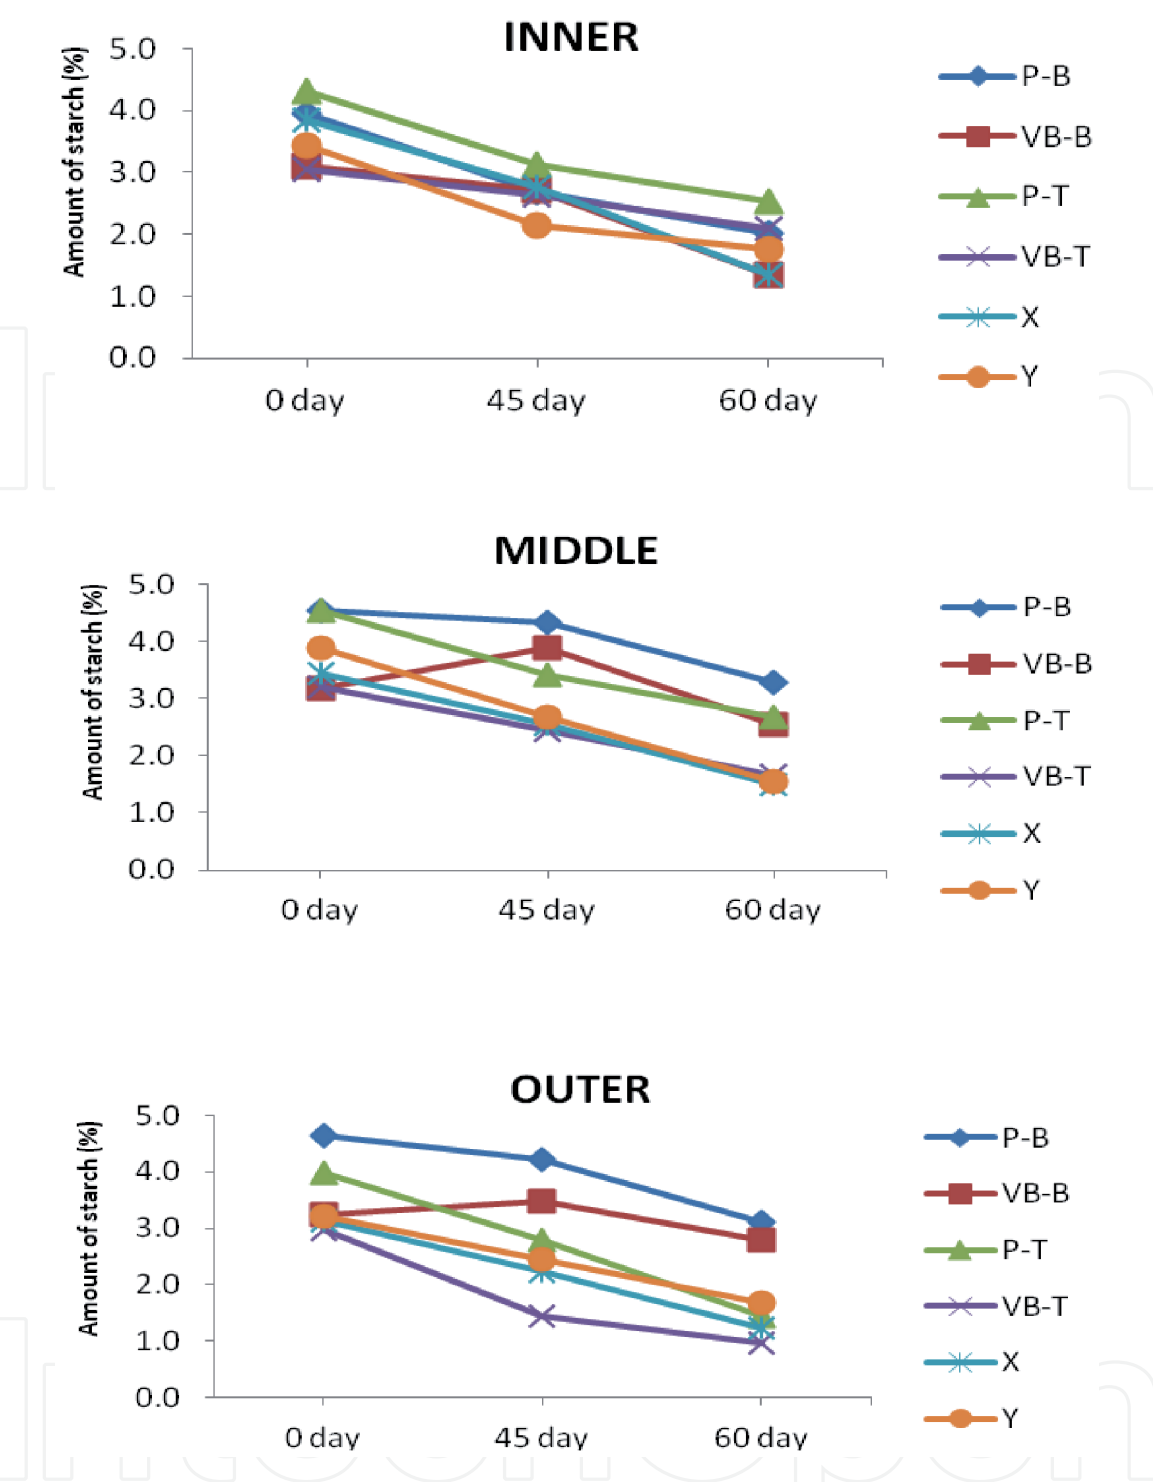 INNER
Amount of starch (%)
5.0
4.0
3.0
2.0
1.0
0.0
0 day 45 day 60 day
P-B
VB-B
P-T
VB-T
X
Y
MIDDLE
Amount of starch (%)
5.0
4.0
3.0
2.0
1.0
0.0
0 day 45 day 60 day
P-B
VB-B
P-T
VB-T
X
Y
OUTER
Amount of starch (%)
5.0
4.0
3.0
2.0
1.0
0.0
0 day 45 day 60 day
P-B
VB-B
P-T
VB-T
X
Y